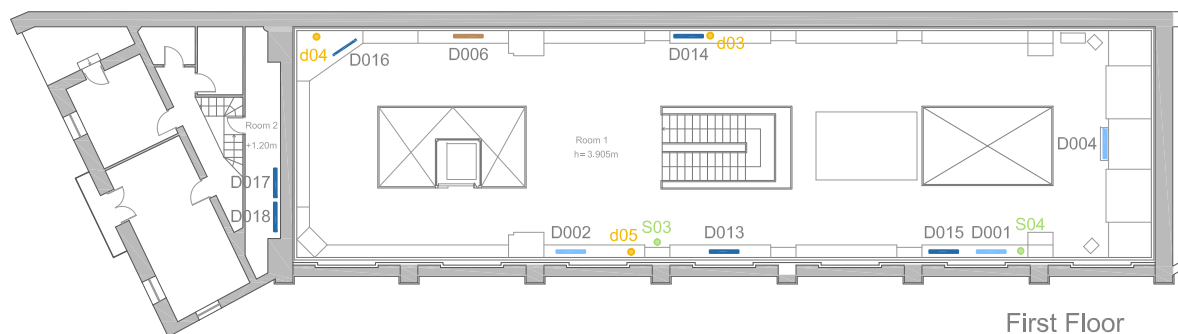 d04
D016
D006
D014
d03
Room 2
+1.20m
Room 1
h= 3.905m
D004
D017
D018
D002
d05
S03
D013
D015
D001
S04
First Floor